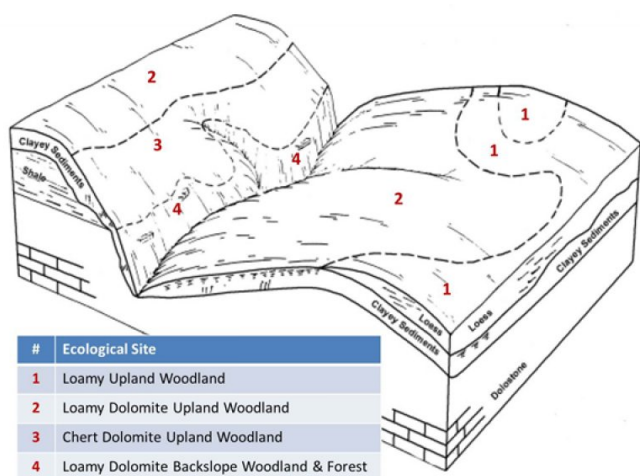 2
1
1
3
4
Clayey Sediments
Shale
2
4
1
Loess
Clayey Sediments
Loess
Clayey Sediments
Dolostone
# Ecological Site
1 Loamy Upland Woodland
2 Loamy Dolomite Upland Woodland
3 Chert Dolomite Upland Woodland
4 Loamy Dolomite Backslope Woodland & Forest